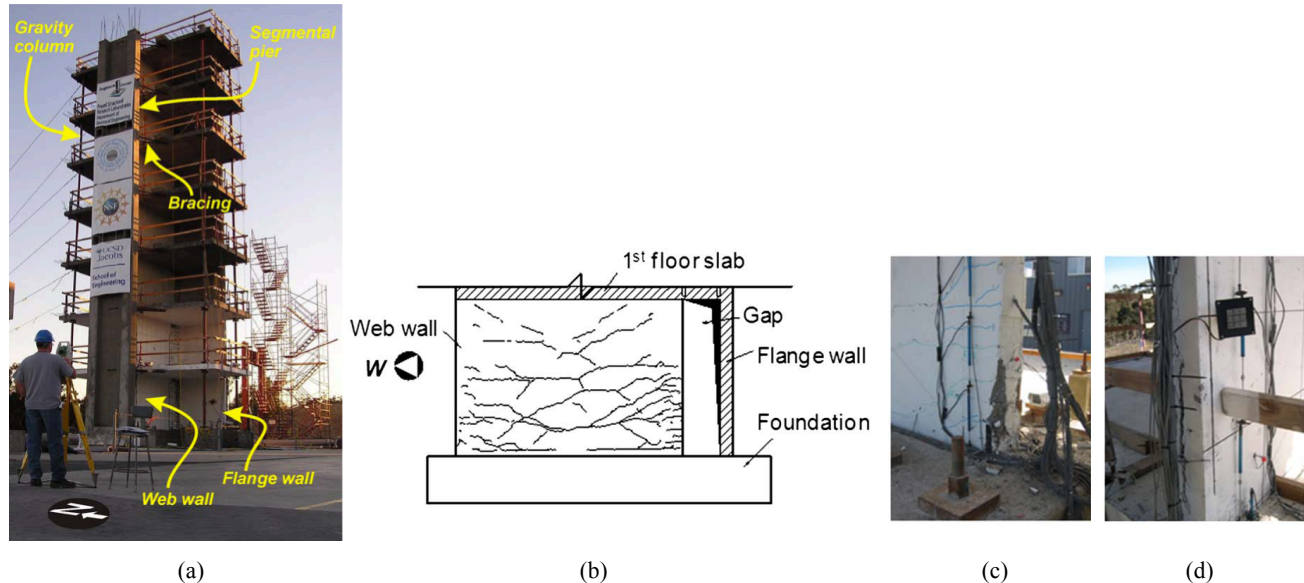 Gravity
column
Segmental
pier
NSF
Bracing
UCSD
Jacobs
School of
Engineering
Web wall
Flange wall
N
1st floor slab
Web wall
W
Gap
Flange wall
Foundation
(a)
(b)
(c)
(d)